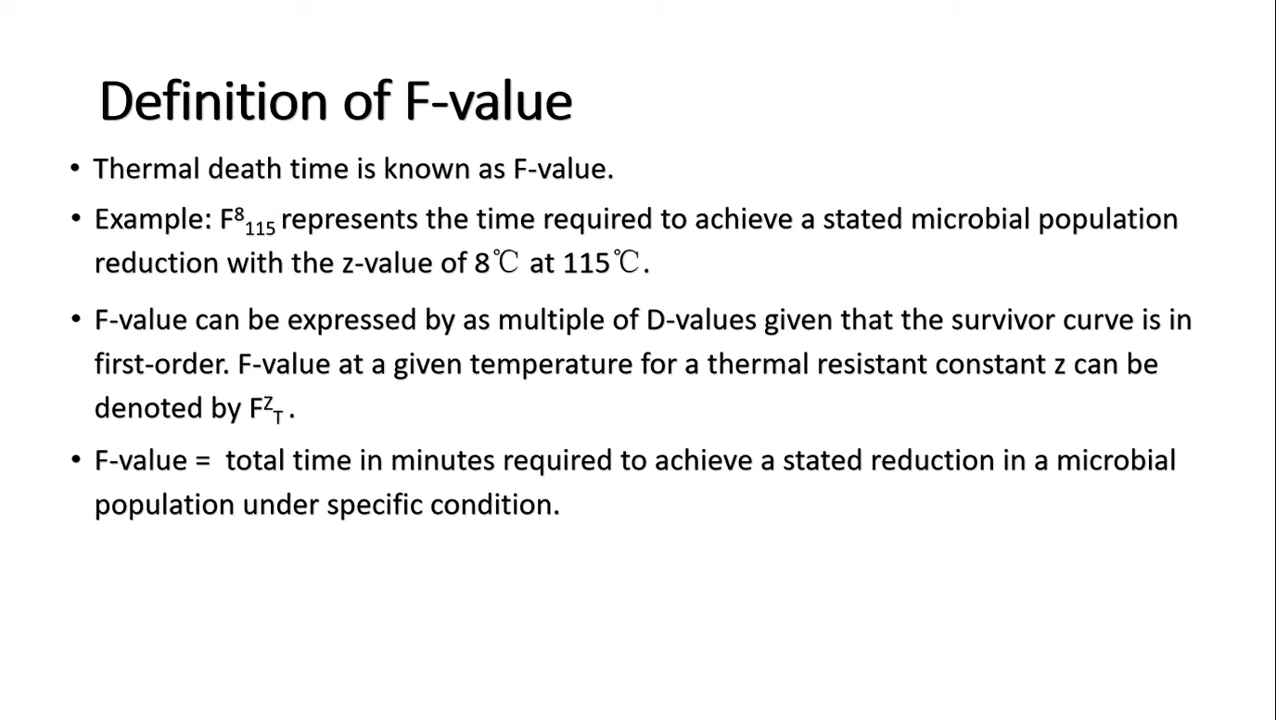 Definition of F-value
• Thermal death time is known as F-value.
• Example: F⁸₁₁₅ represents the time required to achieve a stated microbial population
reduction with the z-value of 8℃ at 115℃.
• F-value can be expressed by as multiple of D-values given that the survivor curve is in
first-order. F-value at a given temperature for a thermal resistant constant z can be
denoted by Fᶻ_T .
• F-value = total time in minutes required to achieve a stated reduction in a microbial
population under specific condition.